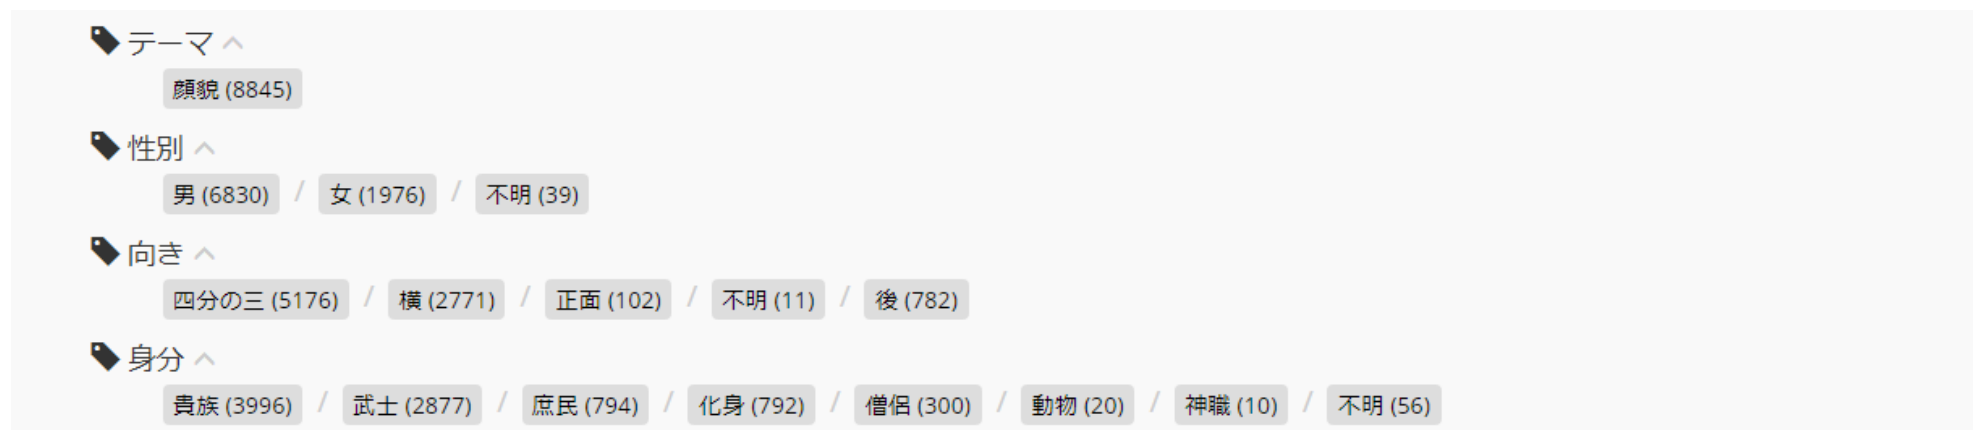 テーマ
顔貌 (8845)
性別
男 (6830) / 女 (1976) / 不明 (39)
向き
四分の三 (5176) / 横 (2771) / 正面 (102) / 不明 (11) / 後 (782)
身分
貴族 (3996) / 武士 (2877) / 庶民 (794) / 化身 (792) / 僧侶 (300) / 動物 (20) / 神職 (10) / 不明 (56)